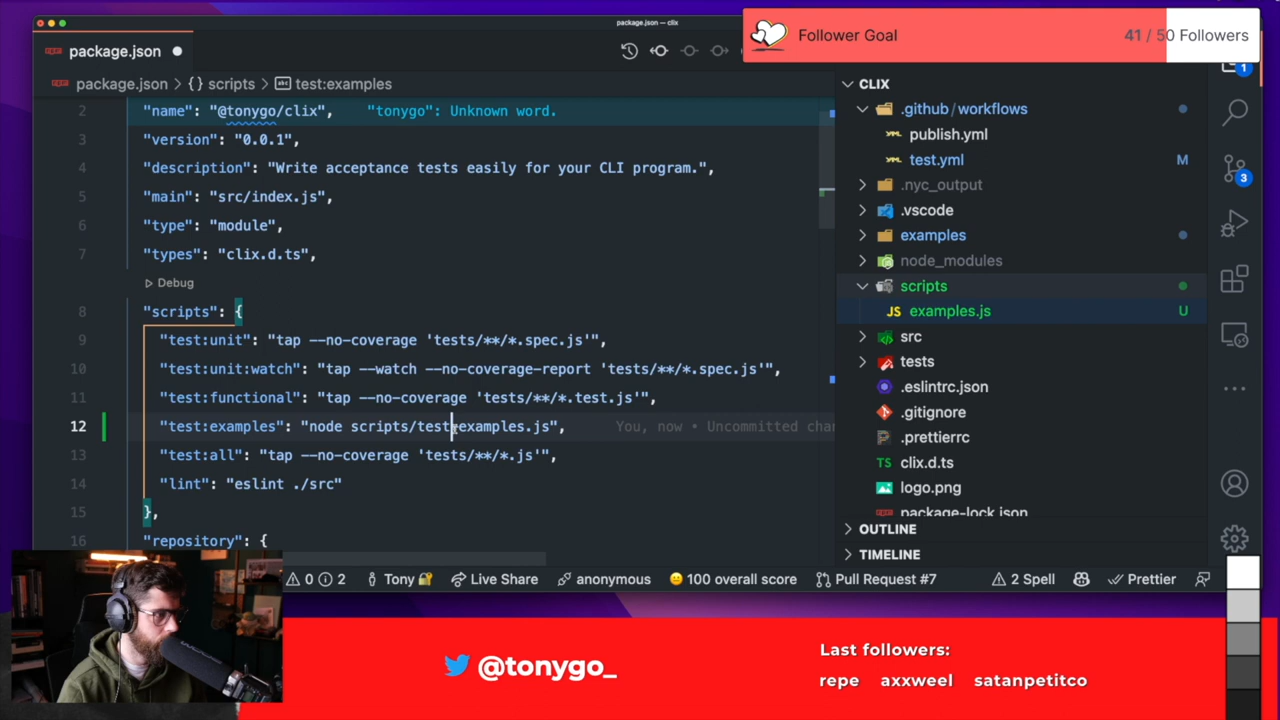 package.json — clix
Follower Goal
41 / 50 Followers
package.json
package.json > scripts > test:examples
2 "name": "@tonygo/clix", "tonygo": Unknown word.
3 "version": "0.0.1",
4 "description": "Write acceptance tests easily for your CLI program.",
5 "main": "src/index.js",
6 "type": "module",
7 "types": "clix.d.ts",
Debug
8 "scripts": {
9 "test:unit": "tap --no-coverage 'tests/**/*.spec.js'",
10 "test:unit:watch": "tap --watch --no-coverage-report 'tests/**/*.spec.js'",
11 "test:functional": "tap --no-coverage 'tests/**/*.test.js'",
12 "test:examples": "node scripts/test-examples.js", You, now • Uncommitted cha
13 "test:all": "tap --no-coverage 'tests/**/*.js'",
14 "lint": "eslint ./src"
15 },
16 "repository": {
CLIX
.github/workflows
publish.yml
test.yml M
.nyc_output
.vscode
examples
node_modules
scripts
JS examples.js U
src
tests
.eslintrc.json
.gitignore
.prettierrc
TS clix.d.ts
logo.png
package-lock.json
OUTLINE
TIMELINE
1
3
0 2 Tony Live Share anonymous 100 overall score Pull Request #7 2 Spell Prettier
@tonygo_
Last followers:
repe axxweel satanpetitco